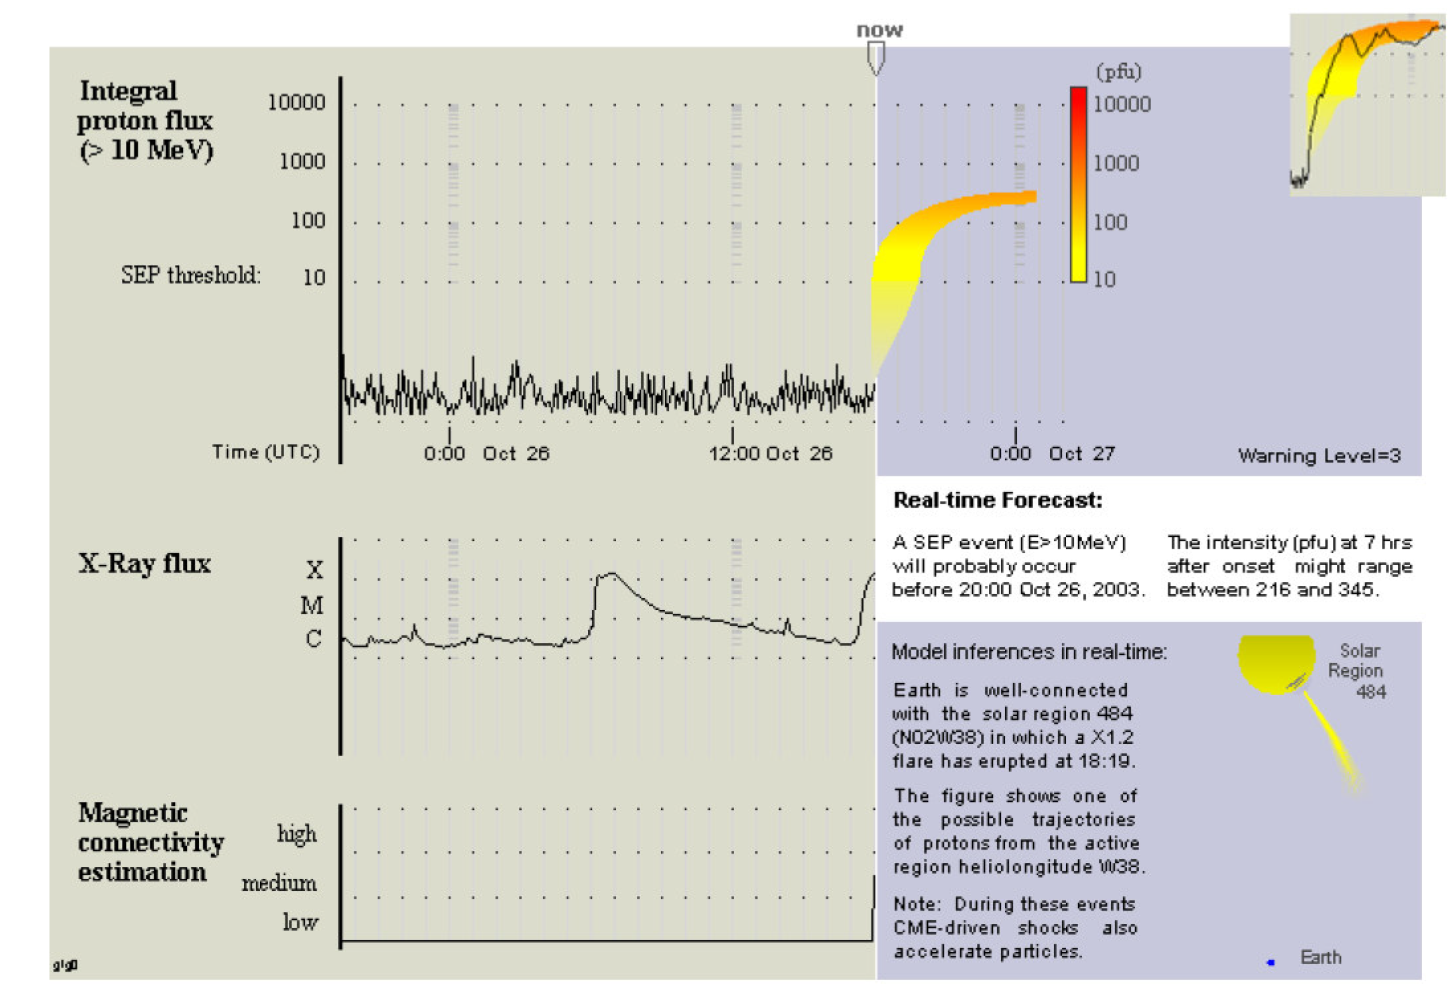 now
Integral
proton flux
(> 10 MeV)
10000
1000
100
SEP threshold: 10
(pfu)
10000
1000
100
10
Time (UTC)
0:00 Oct 26
12:00 Oct 26
0:00 Oct 27
Warning Level=3
Real-time Forecast:
A SEP event (E>10MeV)
will probably occur
before 20:00 Oct 26, 2003.
The intensity (pfu) at 7 hrs
after onset might range
between 216 and 345.
X-Ray flux
X
M
C
Model inferences in real-time:
Earth is well-connected
with the solar region 484
(N02W38) in which a X1.2
flare has erupted at 18:19.
The figure shows one of
the possible trajectories
of protons from the active
region heliolongitude W38.
Note: During these events
CME-driven shocks also
accelerate particles.
Solar
Region
484
Earth
Magnetic
connectivity
estimation
high
medium
low